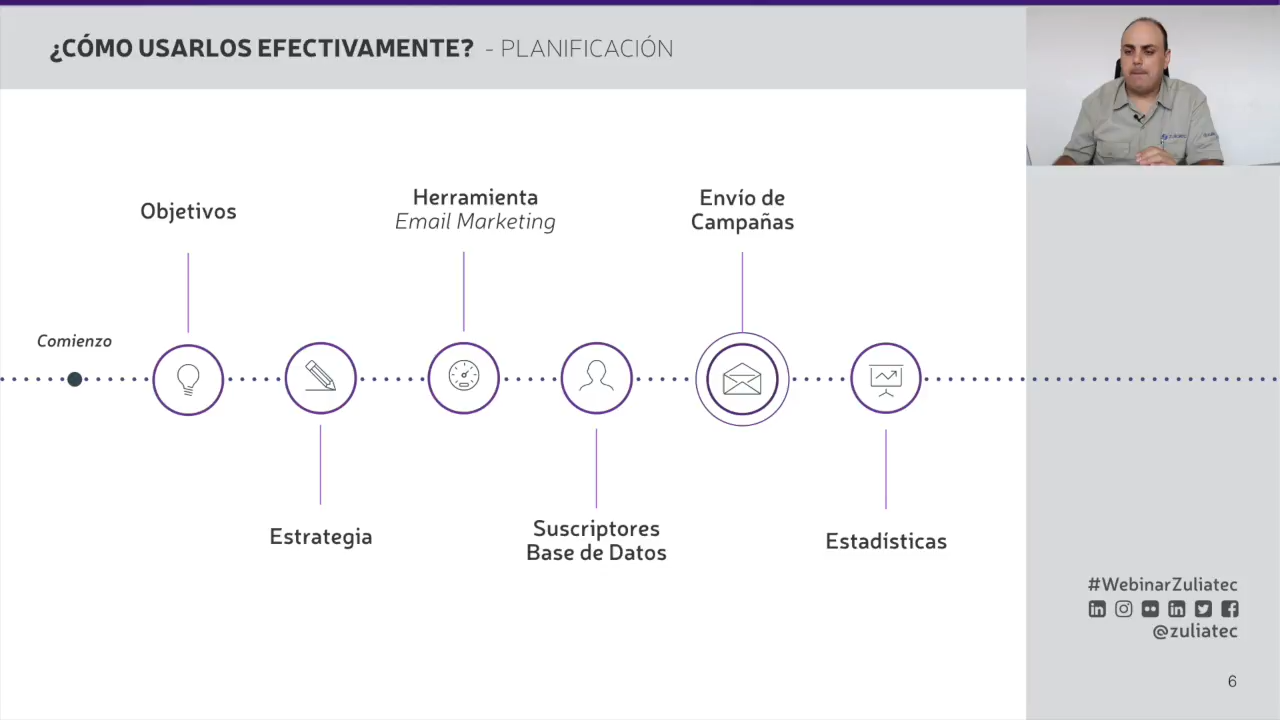 ¿CÓMO USARLOS EFECTIVAMENTE? - PLANIFICACIÓN
Objetivos
Herramienta
Email Marketing
Envío de
Campañas
Comienzo
Estrategia
Suscriptores
Base de Datos
Estadísticas
#WebinarZuliatec
@zuliatec
6